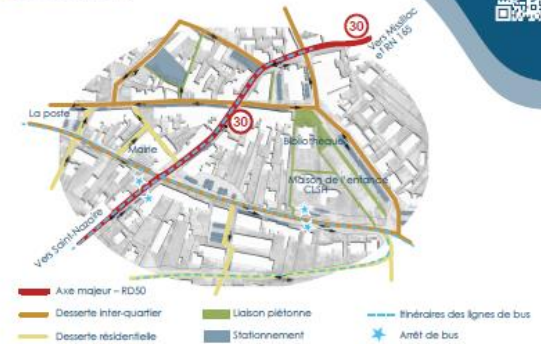 30
Vers Missillac
et RN 165
La poste
30
Bibliothèque
Mairie
Maison de l'enfance
CLSH
Vers Saint-Nazaire
Axe majeur – RD50
Desserte inter-quartier
Liaison piétonne
Itinéraires des lignes de bus
Desserte résidentielle
Stationnement
Arrêt de bus